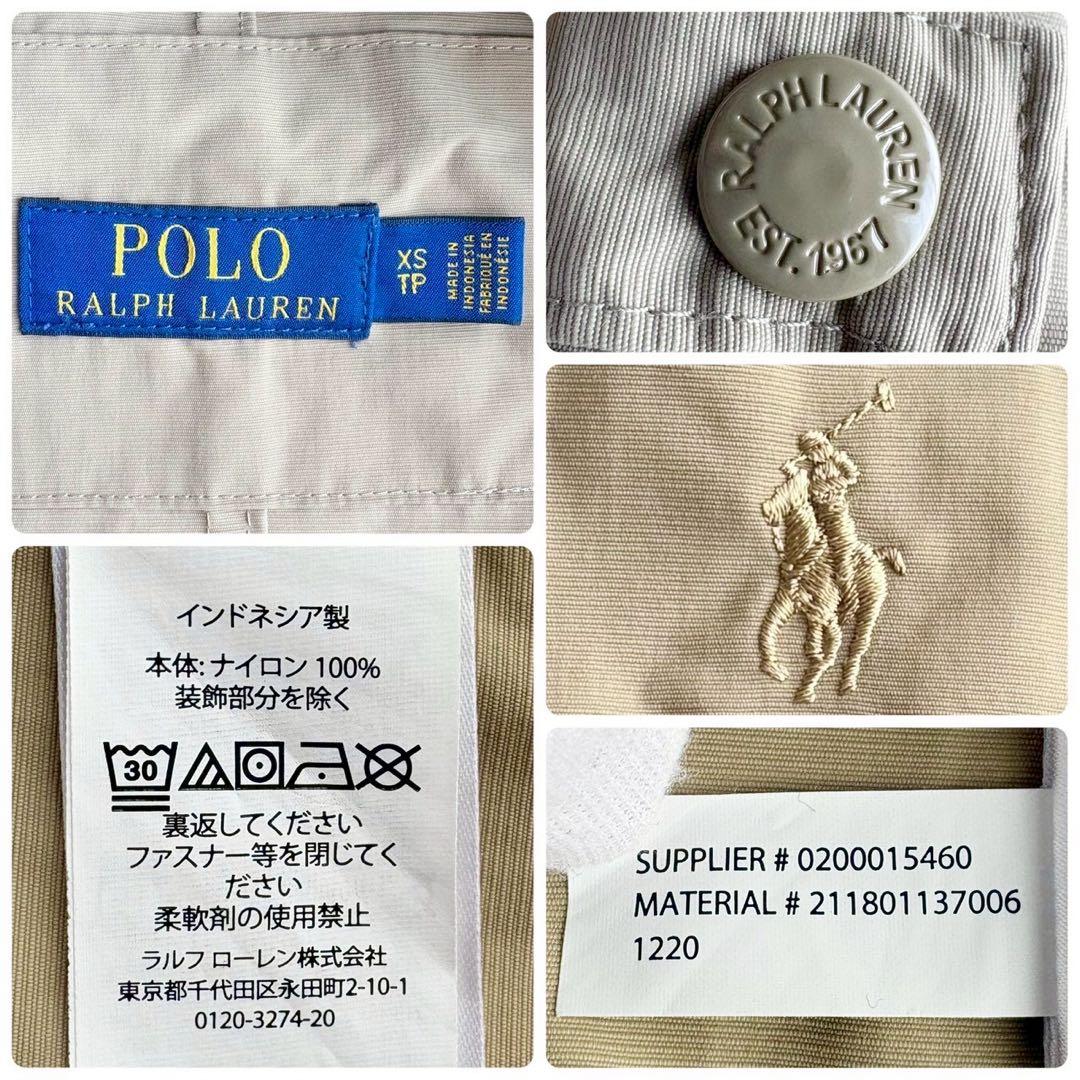 POLO
RALPH LAUREN
XS
TP
MADE IN
INDONESIA
FABRIQUÉ EN
INDONÉSIE
RALPH LAUREN
EST. 1967
インドネシア製
本体: ナイロン 100%
装飾部分を除く
30
裏返してください
ファスナー等を閉じてく
ださい
柔軟剤の使用禁止
ラルフ ローレン株式会社
東京都千代田区永田町2-10-1
0120-3274-20
SUPPLIER # 0200015460
MATERIAL # 211801137006
1220